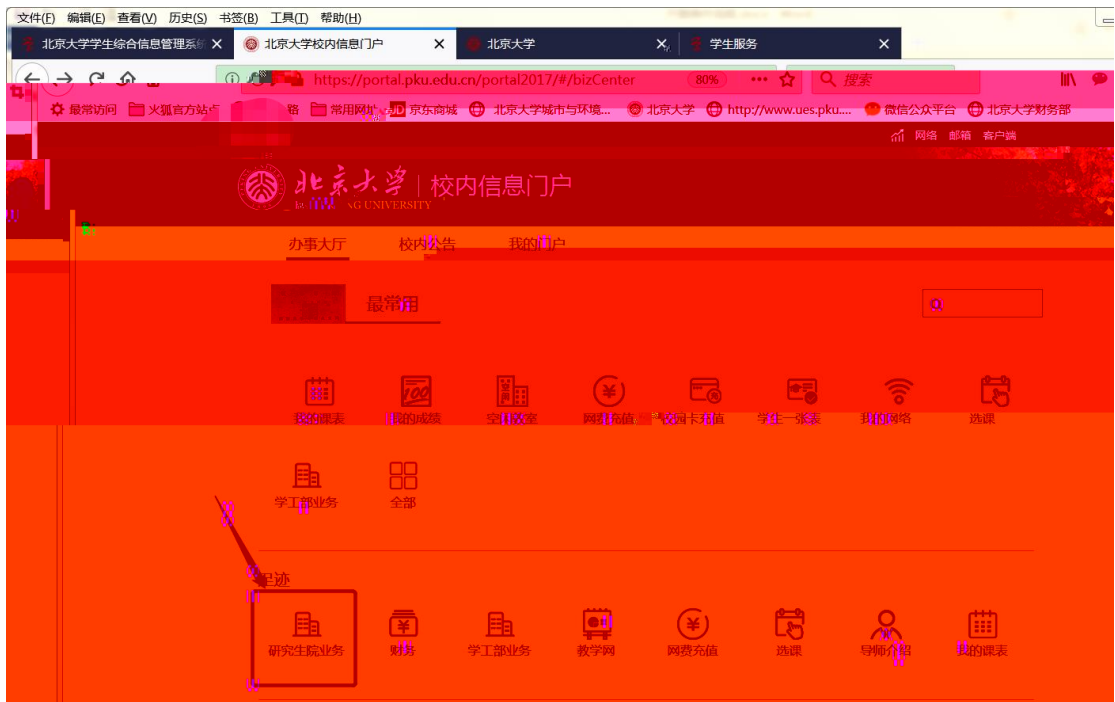 文件(F) 编辑(E) 查看(V) 历史(S) 书签(B) 工具(T) 帮助(H)
北京大学学生综合信息管理系统 北京大学校内信息门户 北京大学 学生服务
https://portal.pku.edu.cn/portal2017/#/bizCenter 80% 搜索
最常访问 火狐官方站点 常用网址 JD 京东商城 北京大学城市与环境... 北京大学 http://www.ues.pku.... 微信公众平台 北京大学财务部
网络 邮箱 客户端
北京大学 校内信息门户
办事大厅 校内公告 我的门户
最常用
我的课表 我的成绩 空闲教室 网费充值 校园卡充值 学生一张表 我的网络 选课
学工部业务 全部
足迹
研究生院业务 财务 学工部业务 教学网 网费充值 选课 导师介绍 我的课表